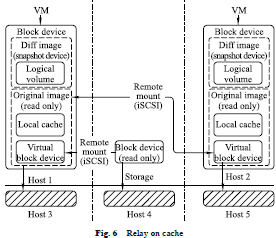 VM
Block device
Diff image
(snapshot device)
Logical
volume
Original image
(read only)
Local cache
Virtual
block device
Host 1
Remote
mount
(iSCSI)
Remote
mount
(iSCSI)
Block device
(read only)
Storage
VM
Block device
Diff image
(snapshot device)
Logical
volume
Original image
(read only)
Local cache
Virtual
block device
Host 2
Host 3
Host 4
Host 5
Fig. 6 Relay on cache